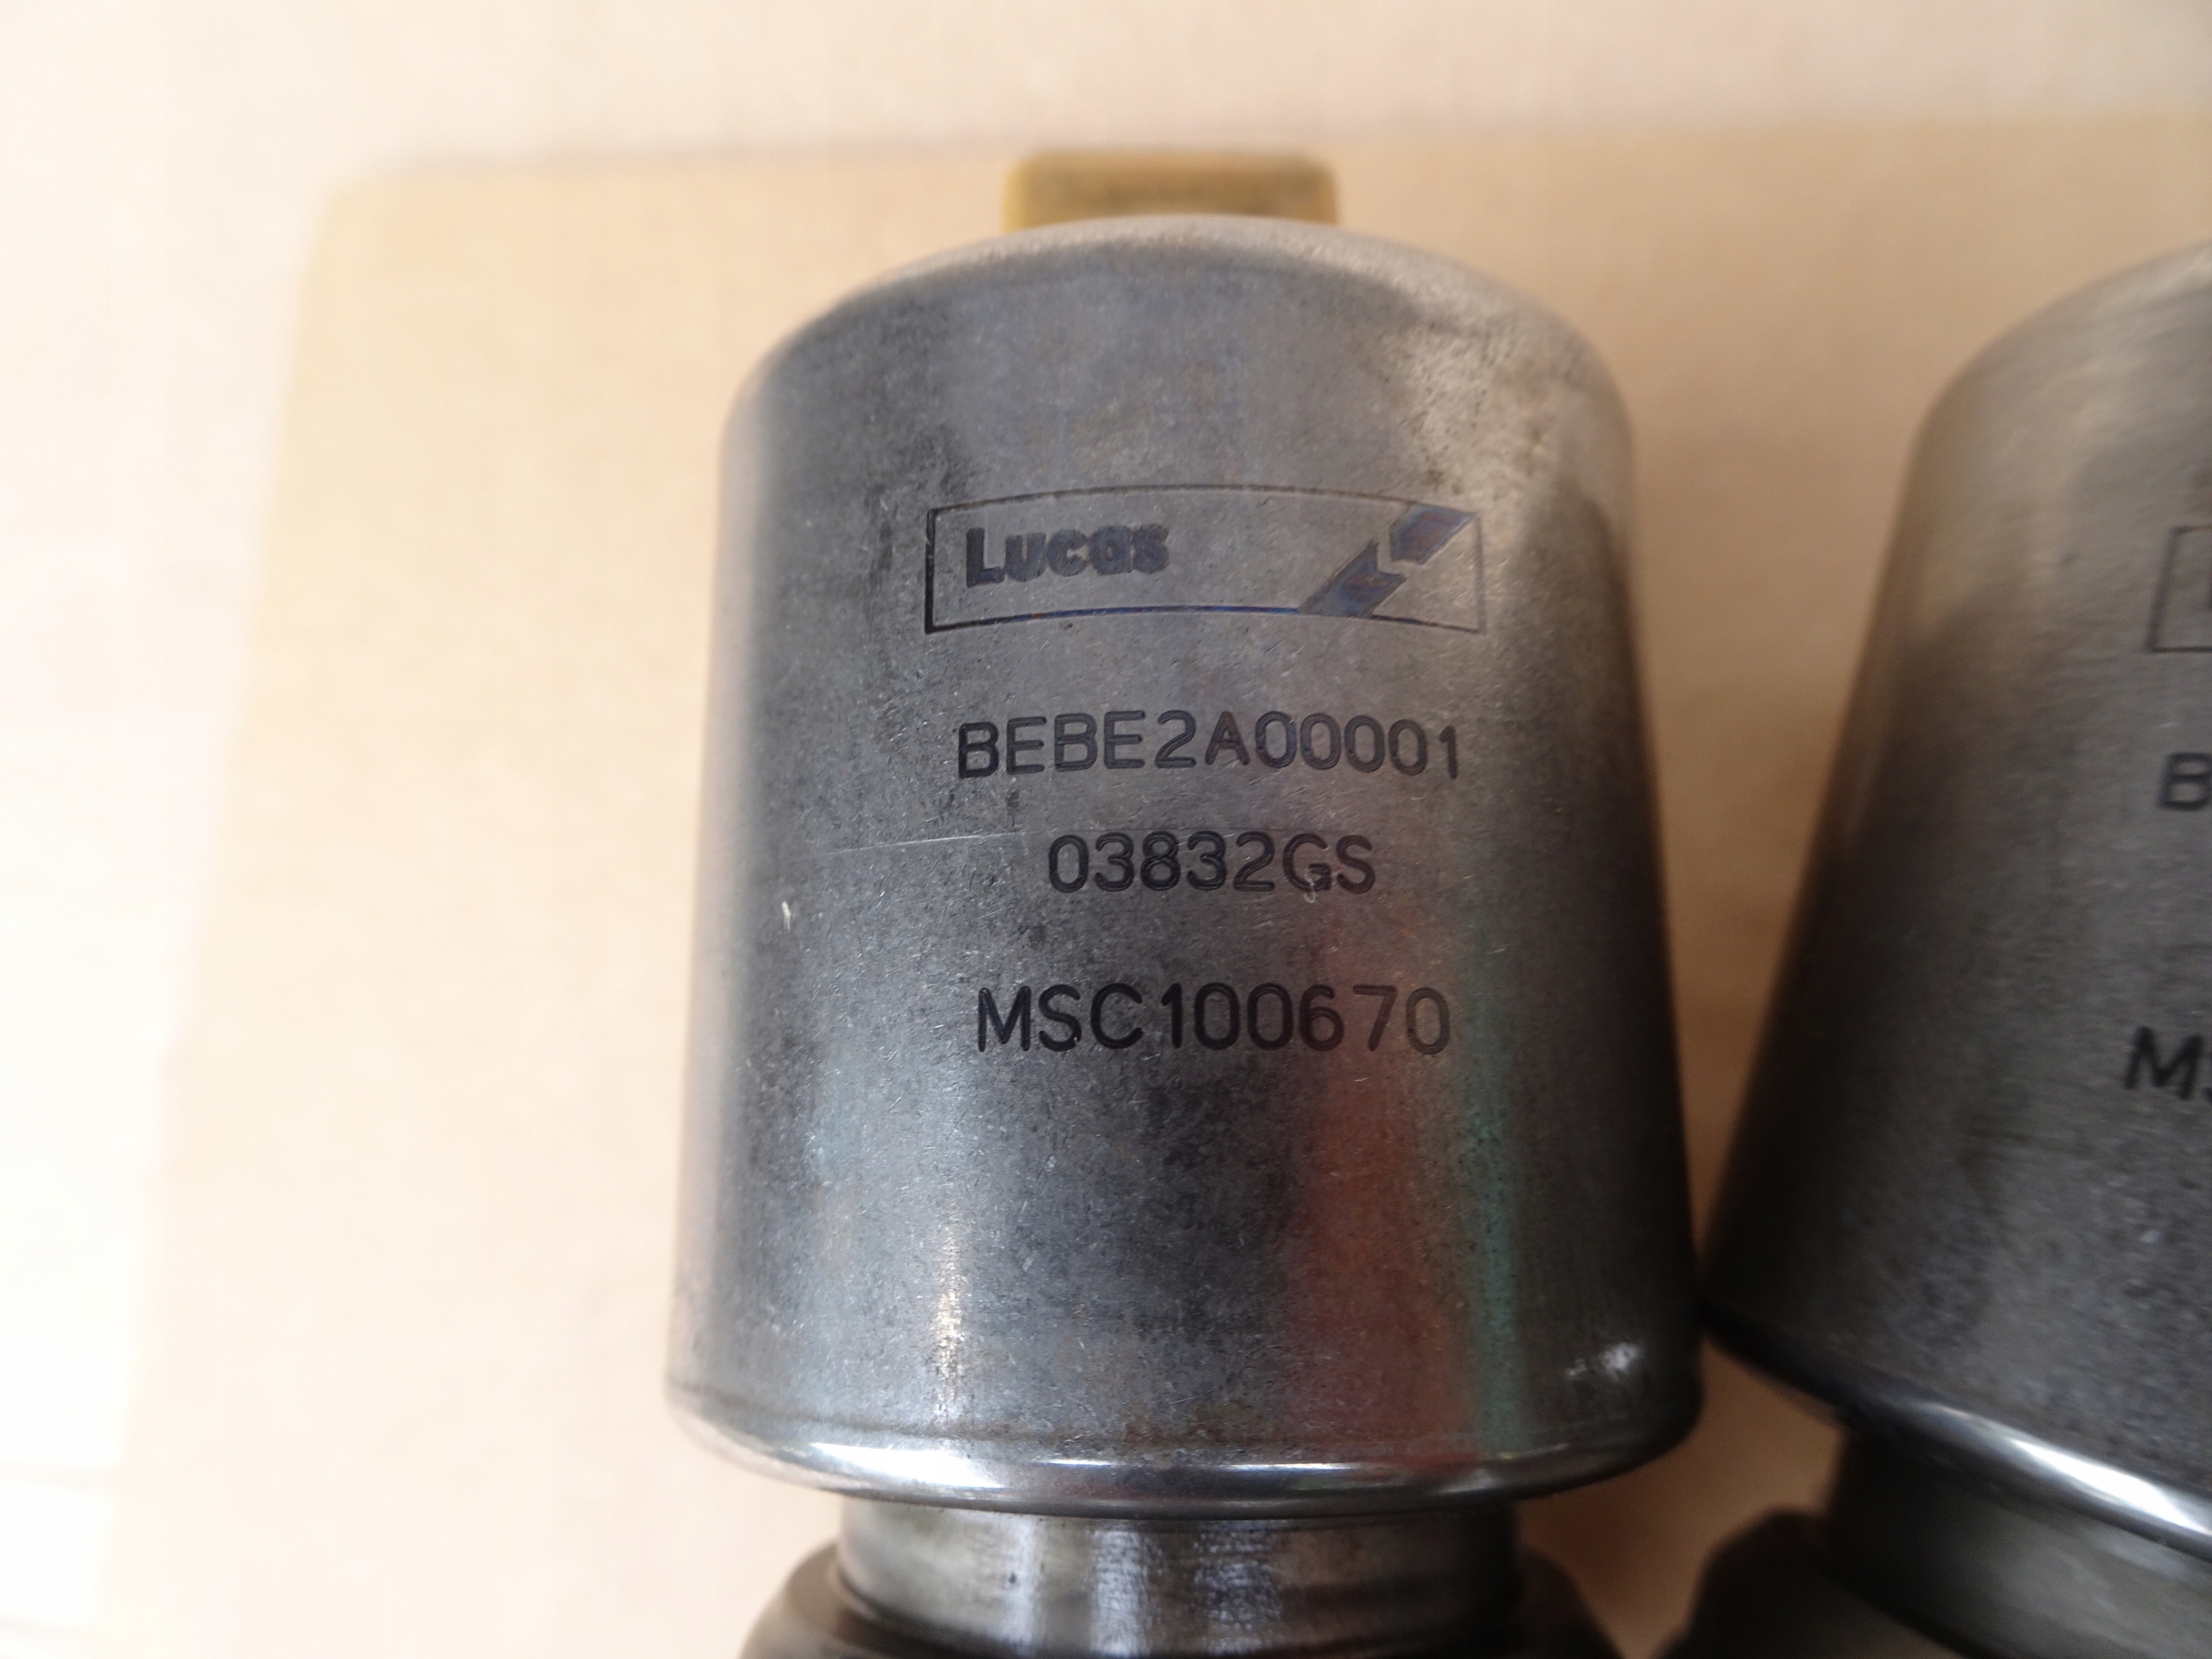 Lucas
BEBE2A00001
03832GS
MSC100670
B
M